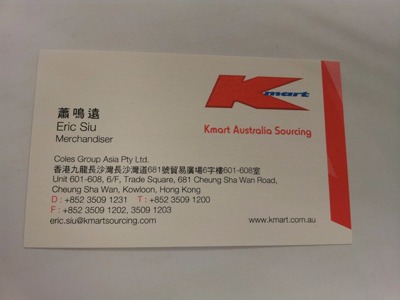 Kmart
Kmart Australia Sourcing
蕭鳴遠
Eric Siu
Merchandiser
Coles Group Asia Pty Ltd.
香港九龍長沙灣長沙灣道681號貿易廣場6字樓601-608室
Unit 601-608, 6/F, Trade Square, 681 Cheung Sha Wan Road,
Cheung Sha Wan, Kowloon, Hong Kong
D : +852 3509 1231 T : +852 3509 1200
F : +852 3509 1202, 3509 1203
eric.siu@kmartsourcing.com www.kmart.com.au